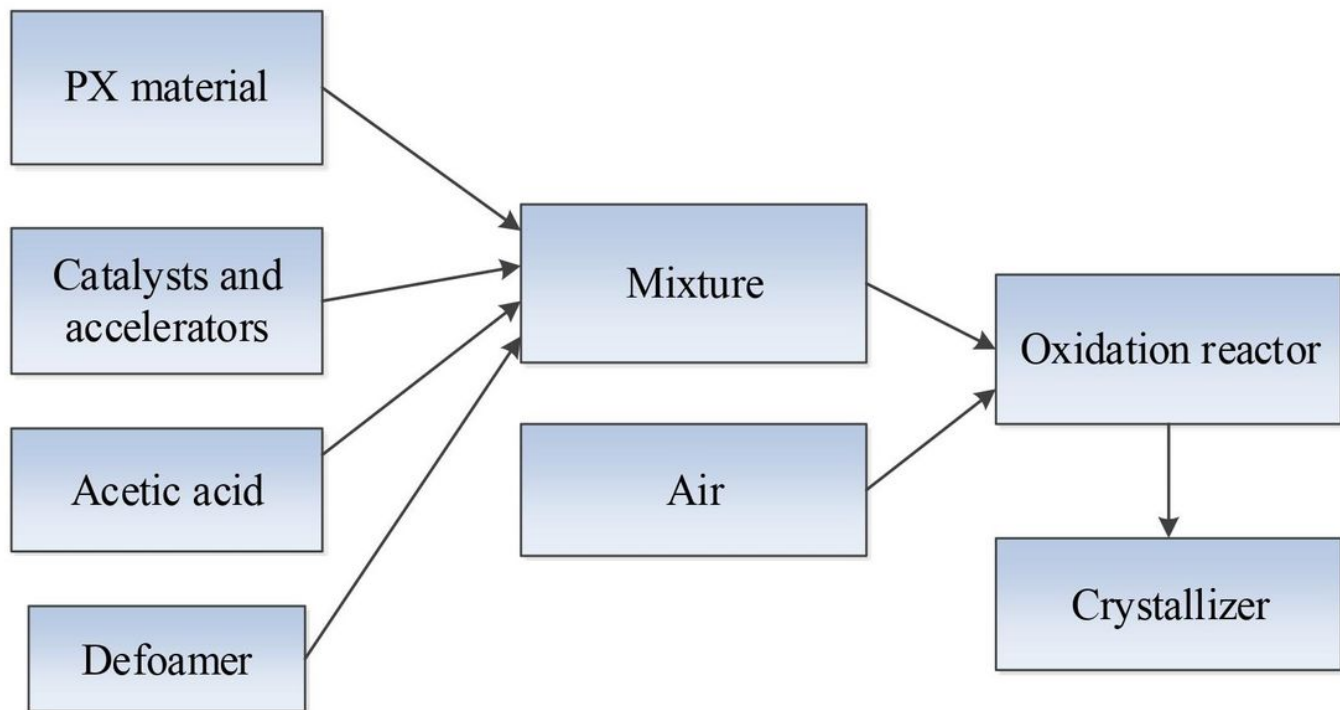 PX material
Catalysts and
accelerators
Acetic acid
Defoamer
Mixture
Air
Oxidation reactor
Crystallizer